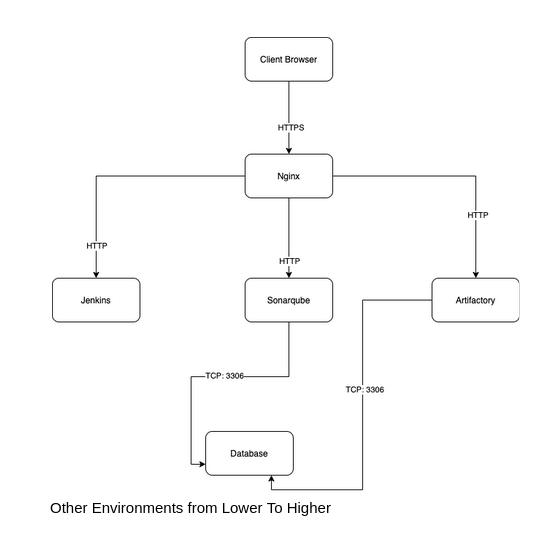 Client Browser
HTTPS
Nginx
HTTP
HTTP
HTTP
Jenkins
Sonarqube
Artifactory
TCP: 3306
TCP: 3306
Database
Other Environments from Lower To Higher